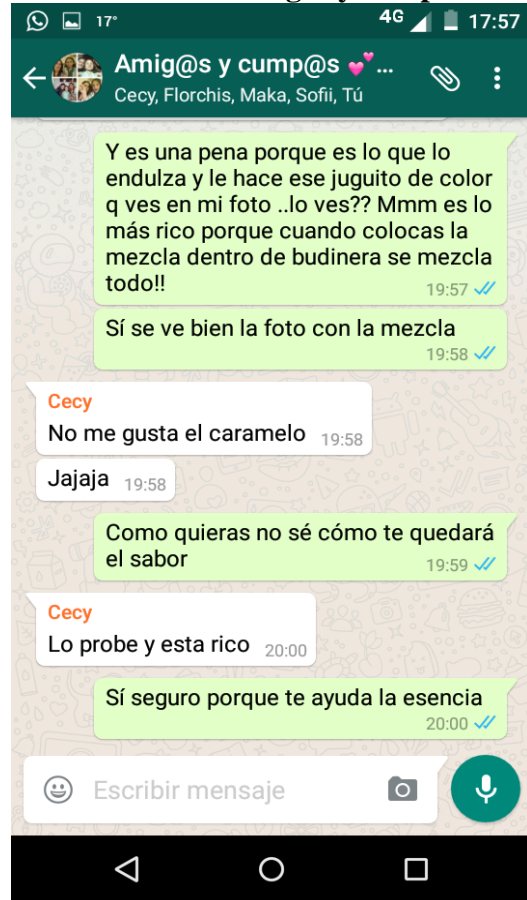 17° 4G 17:57
Amig@s y cump@s 💕...
Cecy, Florchis, Maka, Sofii, Tú
Y es una pena porque es lo que lo
endulza y le hace ese juguito de color
q ves en mi foto ..lo ves?? Mmm es lo
más rico porque cuando colocas la
mezcla dentro de budinera se mezcla
todo!!
19:57
Sí se ve bien la foto con la mezcla
19:58
Cecy
No me gusta el caramelo 19:58
Jajaja 19:58
Como quieras no sé cómo te quedará
el sabor
19:59
Cecy
Lo probe y esta rico 20:00
Sí seguro porque te ayuda la esencia
20:00
Escribir mensaje